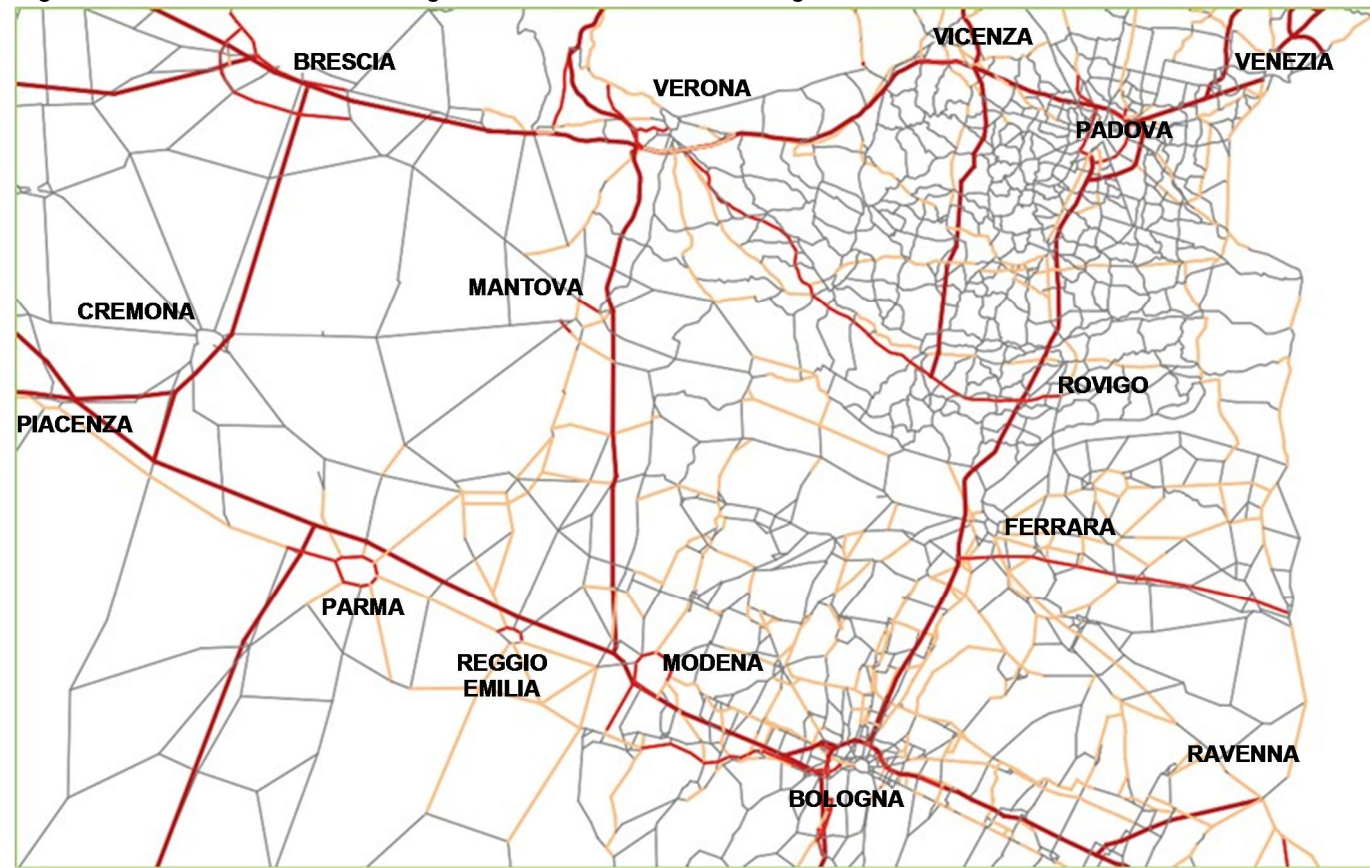 VICENZA
BRESCIA
VENEZIA
VERONA
PADOVA
MANTOVA
CREMONA
ROVIGO
PIACENZA
FERRARA
PARMA
REGGIO
EMILIA
MODENA
RAVENNA
BOLOGNA